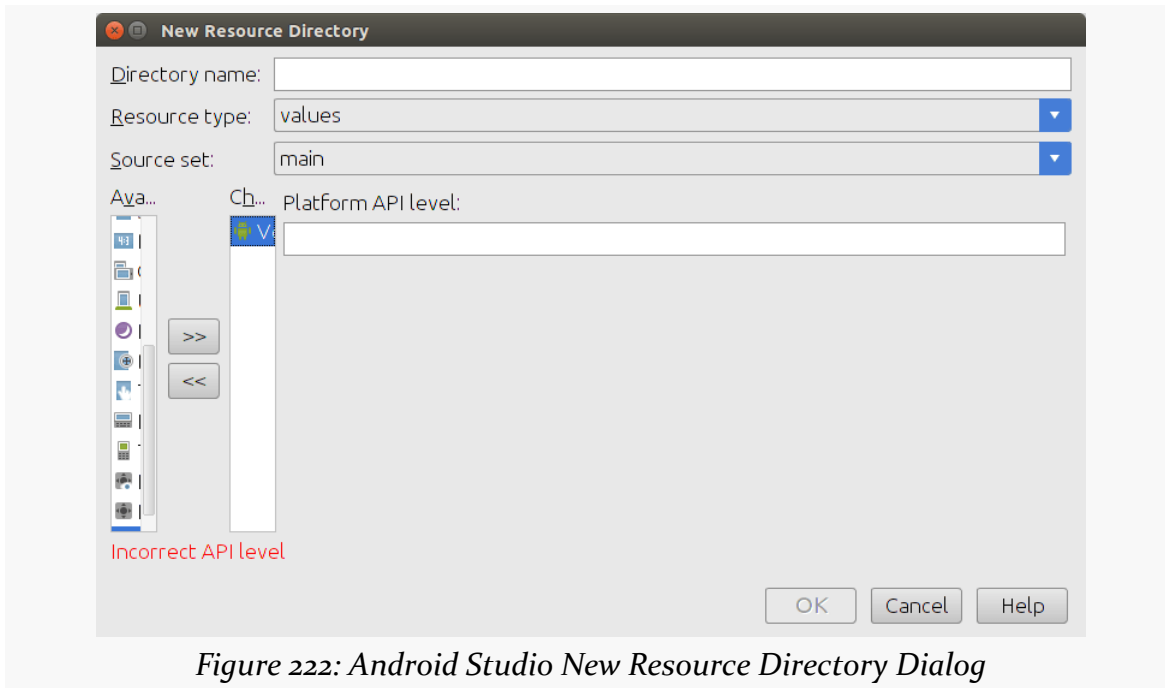 New Resource Directory
Directory name:
Resource type: values
Source set: main
Ava... Ch... Platform API level:
>>
<<
Incorrect API level
OK Cancel Help
Figure 222: Android Studio New Resource Directory Dialog